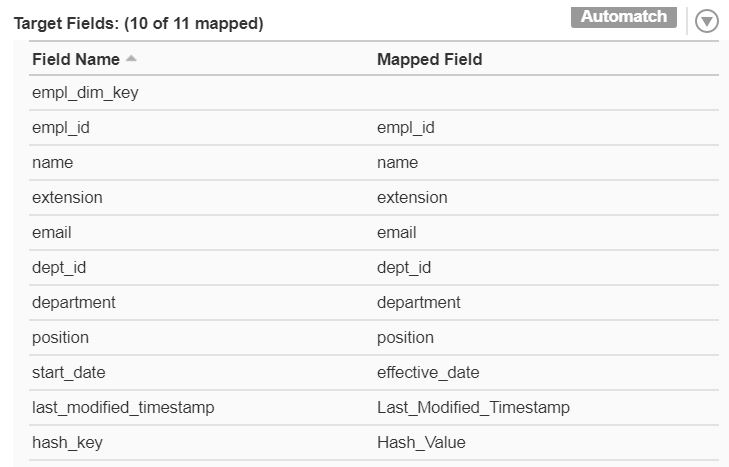 Target Fields: (10 of 11 mapped) Automatch
Field Name Mapped Field
empl_dim_key
empl_id empl_id
name name
extension extension
email email
dept_id dept_id
department department
position position
start_date effective_date
last_modified_timestamp Last_Modified_Timestamp
hash_key Hash_Value